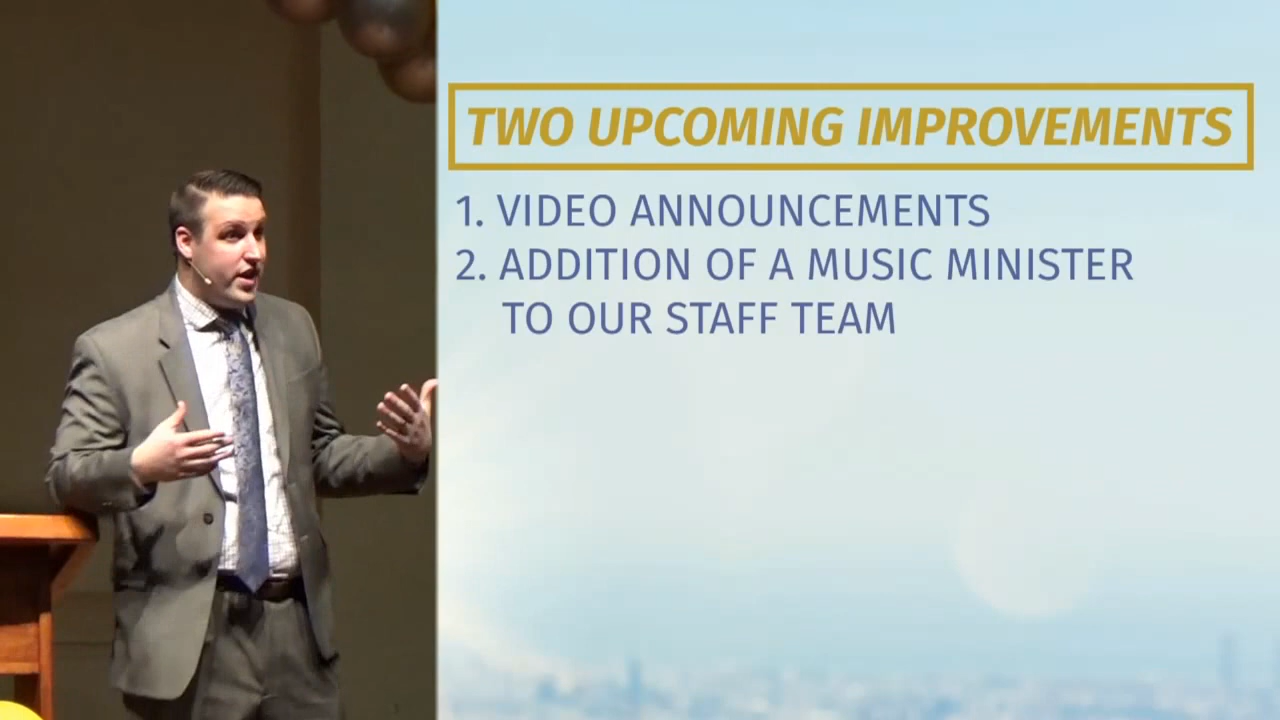 TWO UPCOMING IMPROVEMENTS
1. VIDEO ANNOUNCEMENTS
2. ADDITION OF A MUSIC MINISTER
TO OUR STAFF TEAM